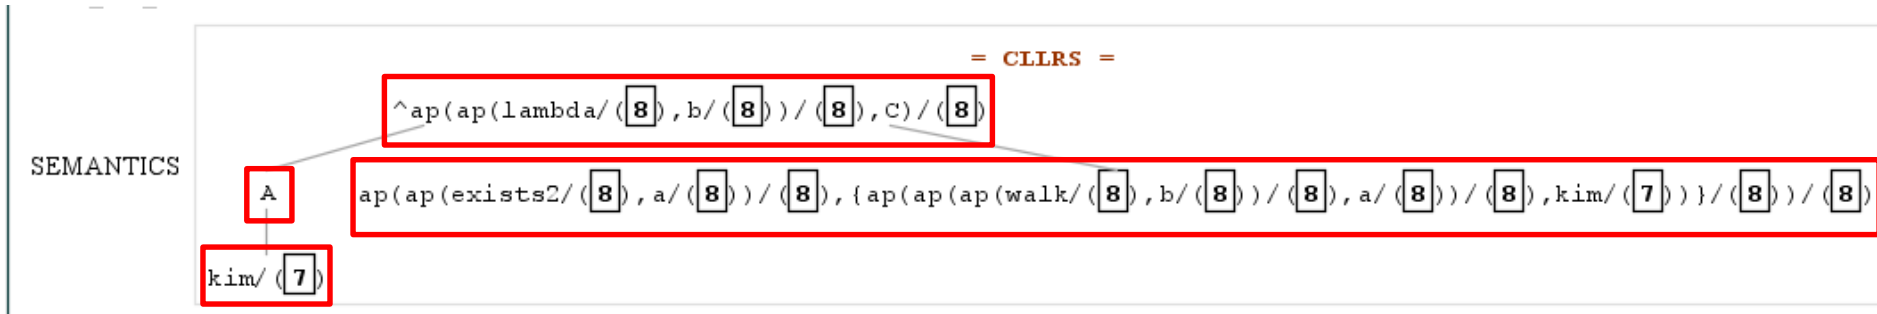 = CLLRS =
^ap(ap(lambda/(8),b/(8))/(8),C)/(8)
SEMANTICS
A ap(ap(exists2/(8),a/(8))/(8),{ap(ap(ap(walk/(8),b/(8))/(8),a/(8))/(8),kim/(7))}/(8))/(8)
kim/(7)